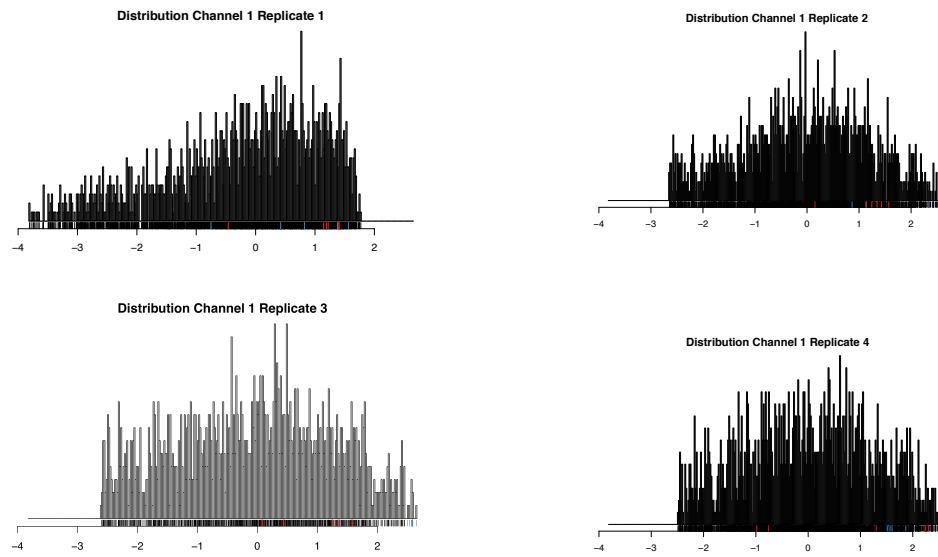 Distribution Channel 1 Replicate 1
−4 −3 −2 −1 0 1 2
Distribution Channel 1 Replicate 2
−4 −3 −2 −1 0 1 2
Distribution Channel 1 Replicate 3
−4 −3 −2 −1 0 1 2
Distribution Channel 1 Replicate 4
−4 −3 −2 −1 0 1 2